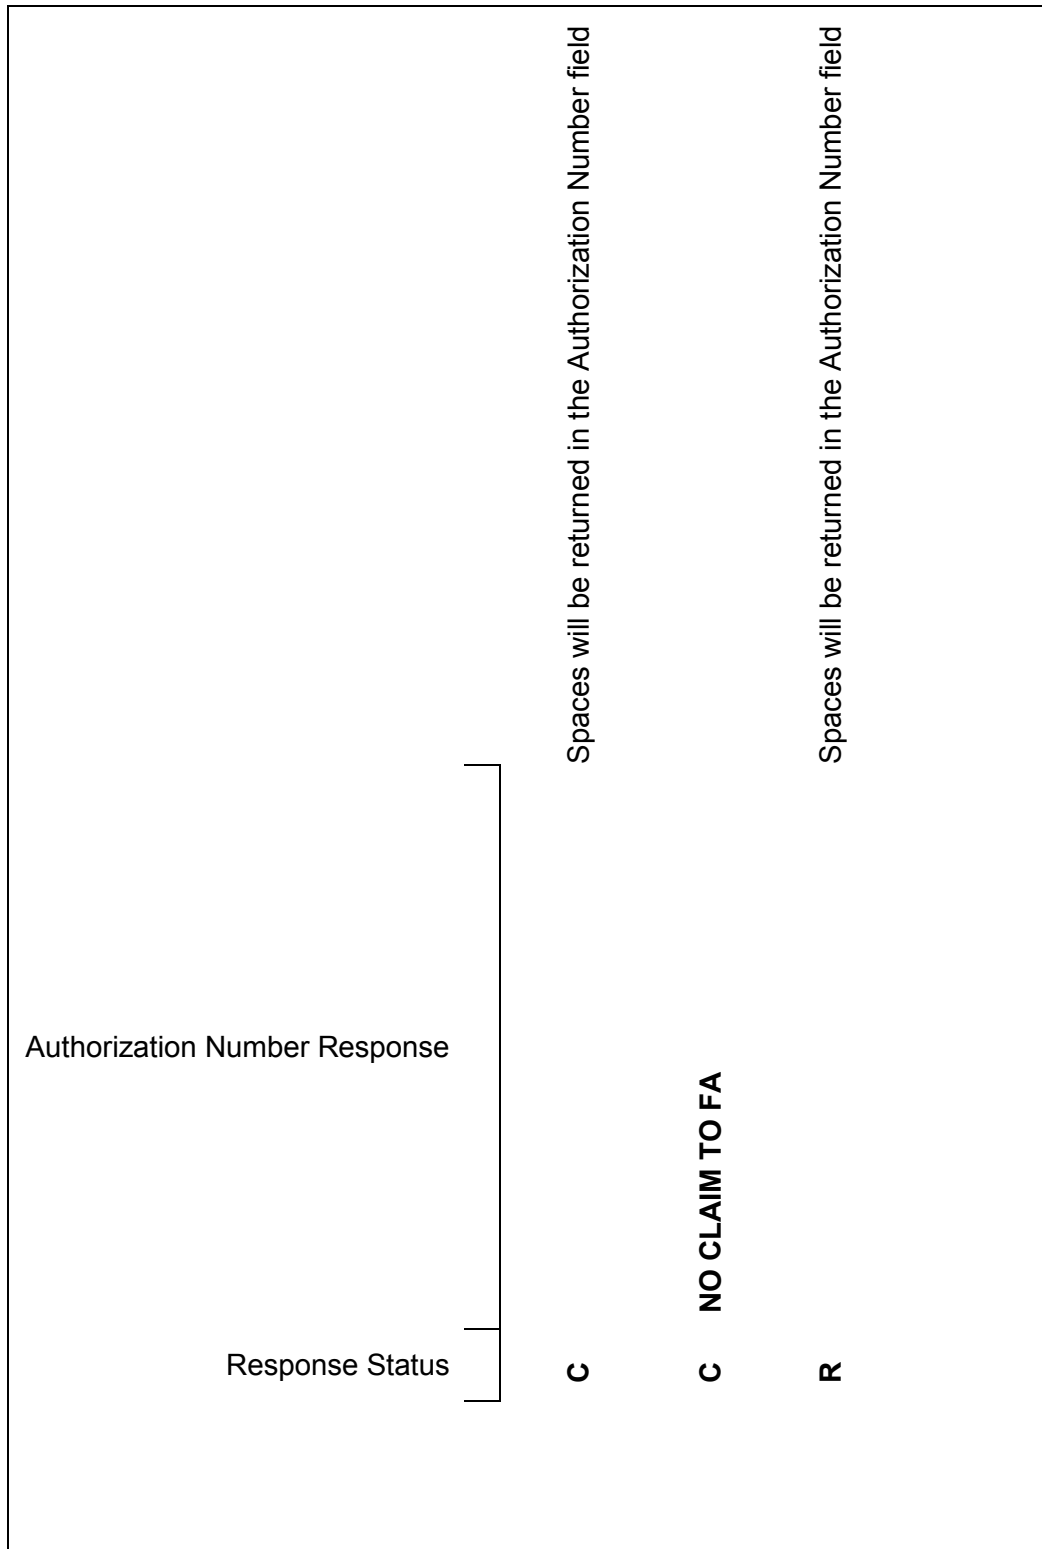 Response Status
Authorization Number Response
C Spaces will be returned in the Authorization Number field
C NO CLAIM TO FA
R Spaces will be returned in the Authorization Number field